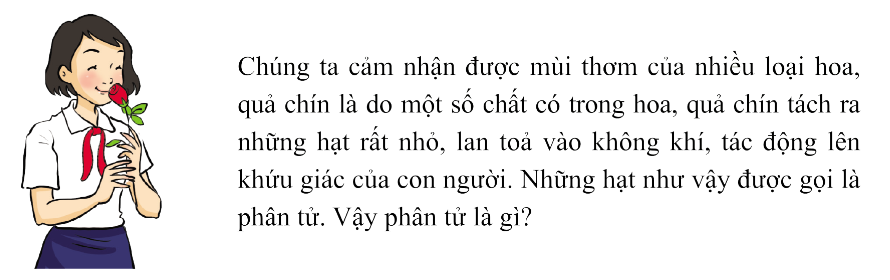 Chúng ta cảm nhận được mùi thơm của nhiều loại hoa,
quả chín là do một số chất có trong hoa, quả chín tách ra
những hạt rất nhỏ, lan toả vào không khí, tác động lên
khứu giác của con người. Những hạt như vậy được gọi là
phân tử. Vậy phân tử là gì?